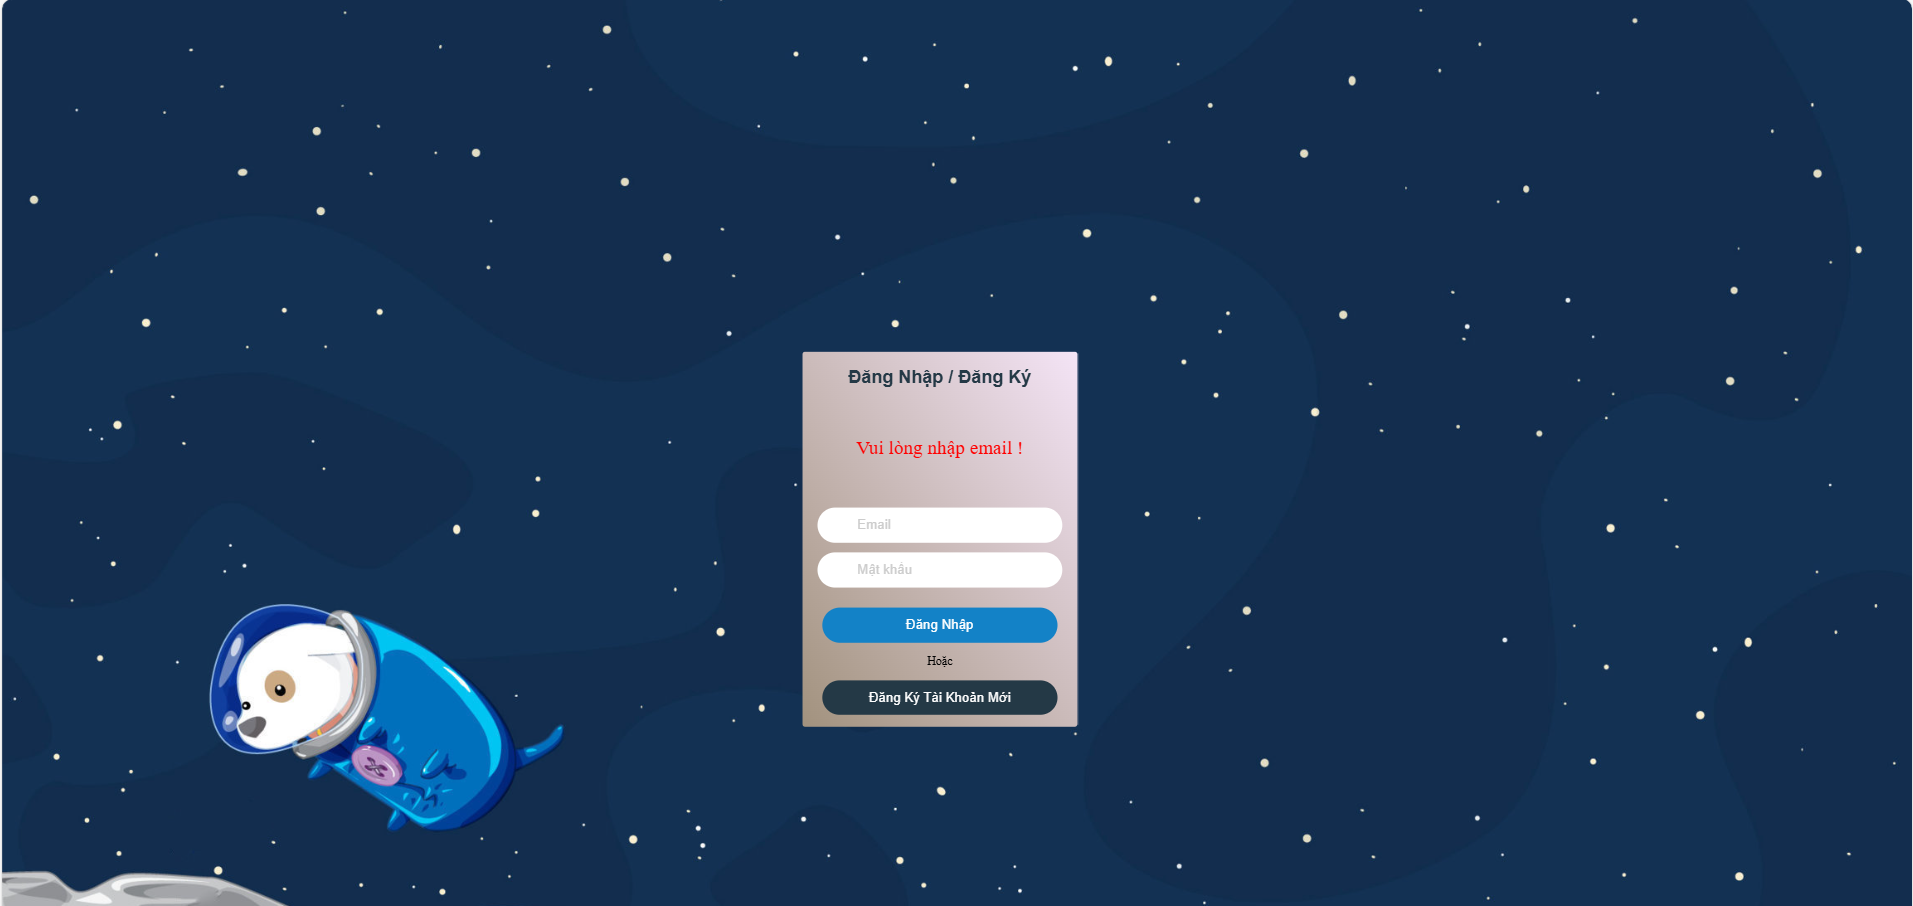 Đăng Nhập / Đăng Ký
Vui lòng nhập email !
Email
Mật khẩu
Đăng Nhập
Hoặc
Đăng Ký Tài Khoản Mới